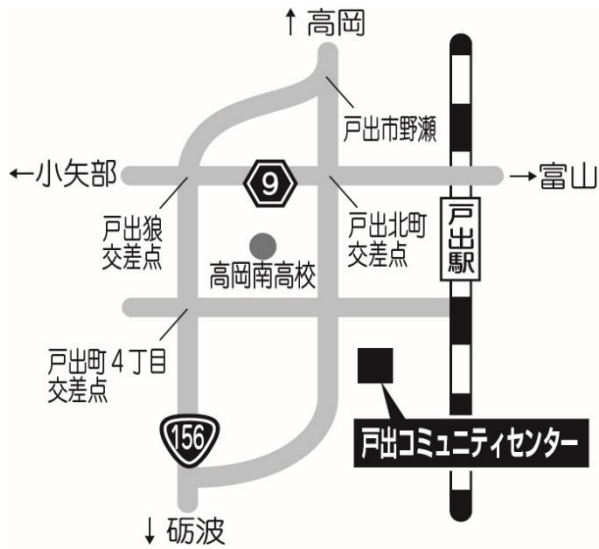 ↑高岡
戸出市野瀬
←小矢部
9
→富山
戸出狼
交差点
戸出北町
交差点
戸出駅
高岡南高校
戸出町4丁目
交差点
156
戸出コミュニティセンター
↓砺波